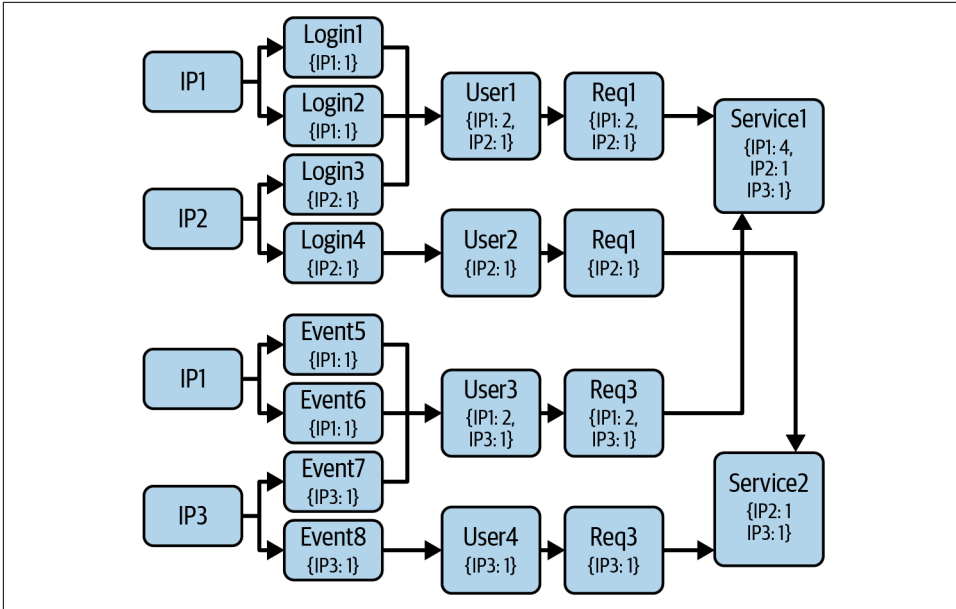 IP1
Login1
{IP1: 1}
Login2
{IP1: 1}
IP2
Login3
{IP2: 1}
Login4
{IP2: 1}
User1
{IP1: 2,
IP2: 1}
Req1
{IP1: 2,
IP2: 1}
Service1
{IP1: 4,
IP2: 1
IP3: 1}
User2
{IP2: 1}
Req1
{IP2: 1}
IP1
Event5
{IP1: 1}
Event6
{IP1: 1}
IP3
Event7
{IP3: 1}
Event8
{IP3: 1}
User3
{IP1: 2,
IP3: 1}
Req3
{IP1: 2,
IP3: 1}
User4
{IP3: 1}
Req3
{IP3: 1}
Service2
{IP2: 1
IP3: 1}